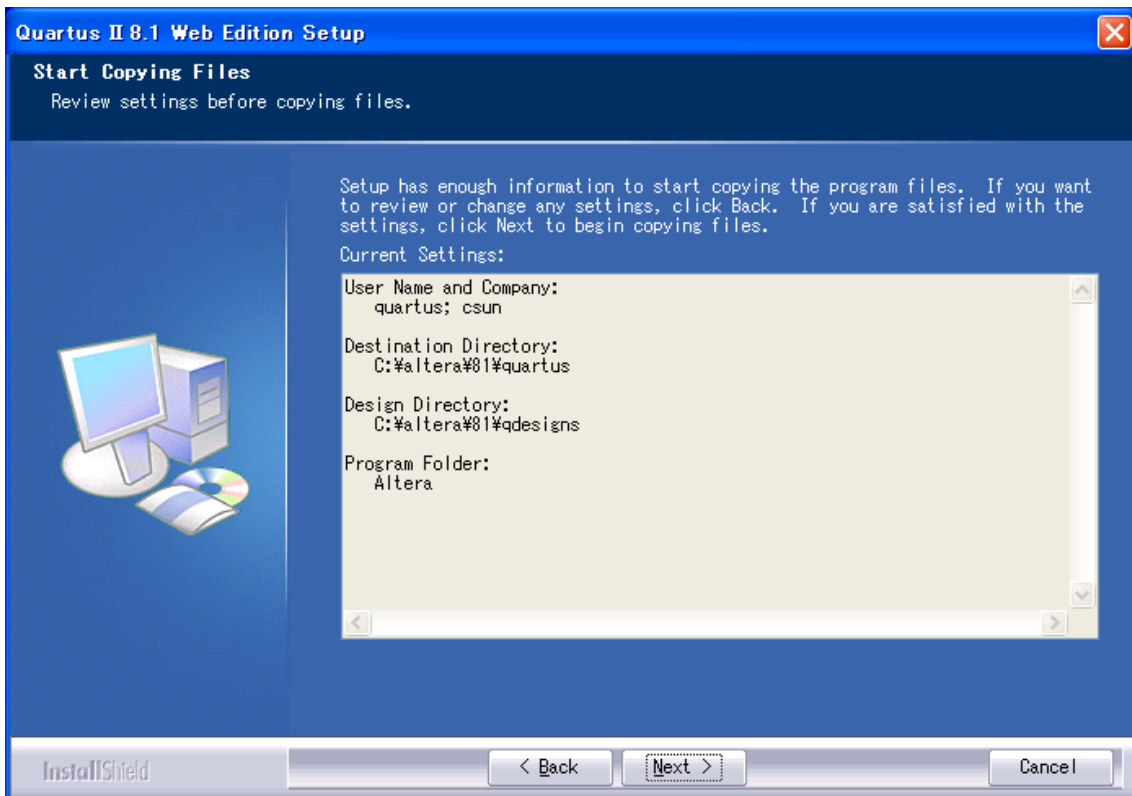 Quartus II 8.1 Web Edition Setup
Start Copying Files
Review settings before copying files.
Setup has enough information to start copying the program files.  If you want
to review or change any settings, click Back.  If you are satisfied with the
settings, click Next to begin copying files.
Current Settings:
User Name and Company:
quartus; csun
Destination Directory:
C:¥altera¥81¥quartus
Design Directory:
C:¥altera¥81¥qdesigns
Program Folder:
Altera
InstallShield
< Back
Next >
Cancel